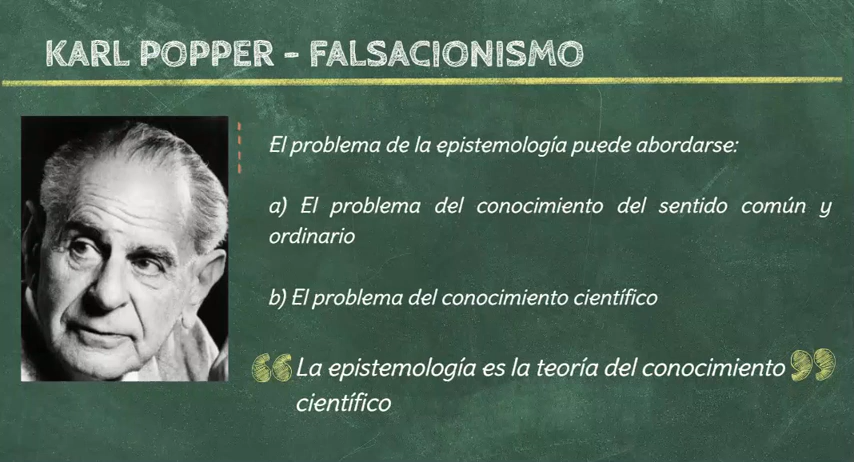 KARL POPPER - FALSACIONISMO
El problema de la epistemología puede abordarse:
a) El problema del conocimiento del sentido común y
ordinario
b) El problema del conocimiento científico
“La epistemología es la teoría del conocimiento”
científico